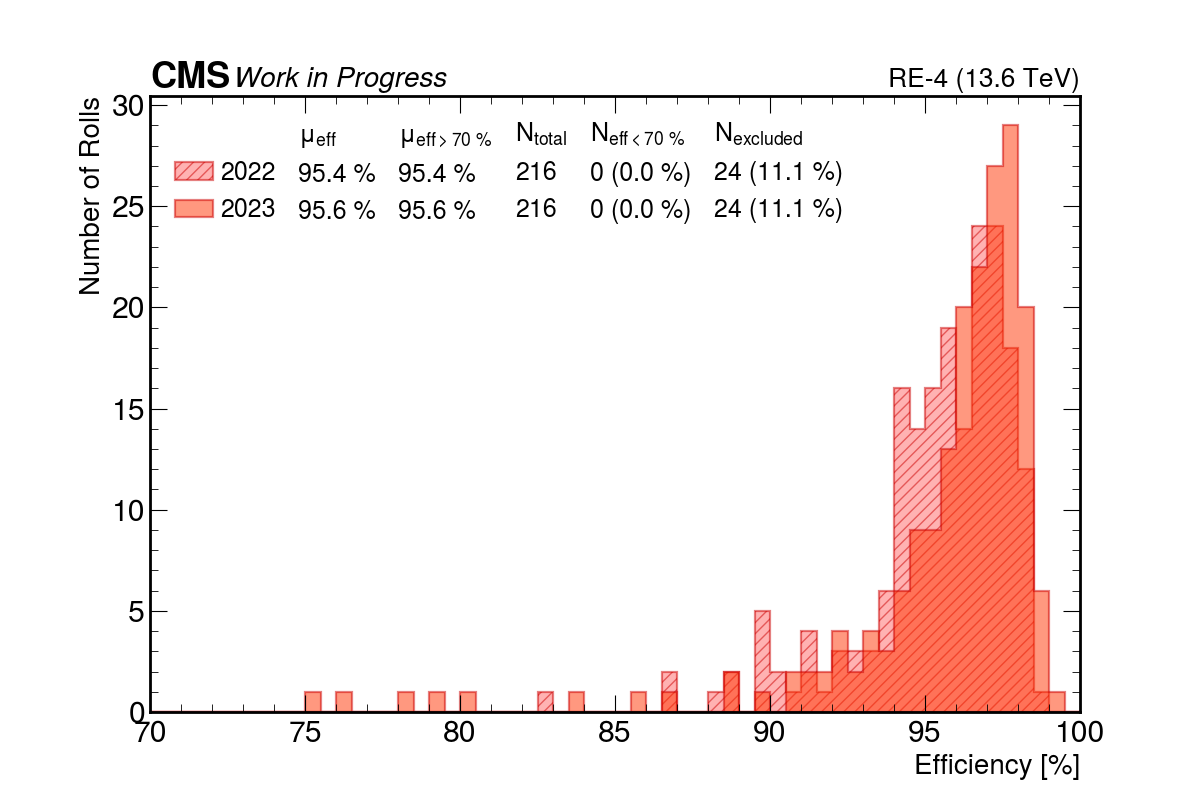 CMS Work in Progress RE-4 (13.6 TeV)
μeff μeff > 70 % Ntotal Neff < 70 % Nexcluded
2022 95.4 % 95.4 % 216 0 (0.0 %) 24 (11.1 %)
2023 95.6 % 95.6 % 216 0 (0.0 %) 24 (11.1 %)
Number of Rolls
30
25
20
15
10
5
0
70 75 80 85 90 95 100
Efficiency [%]